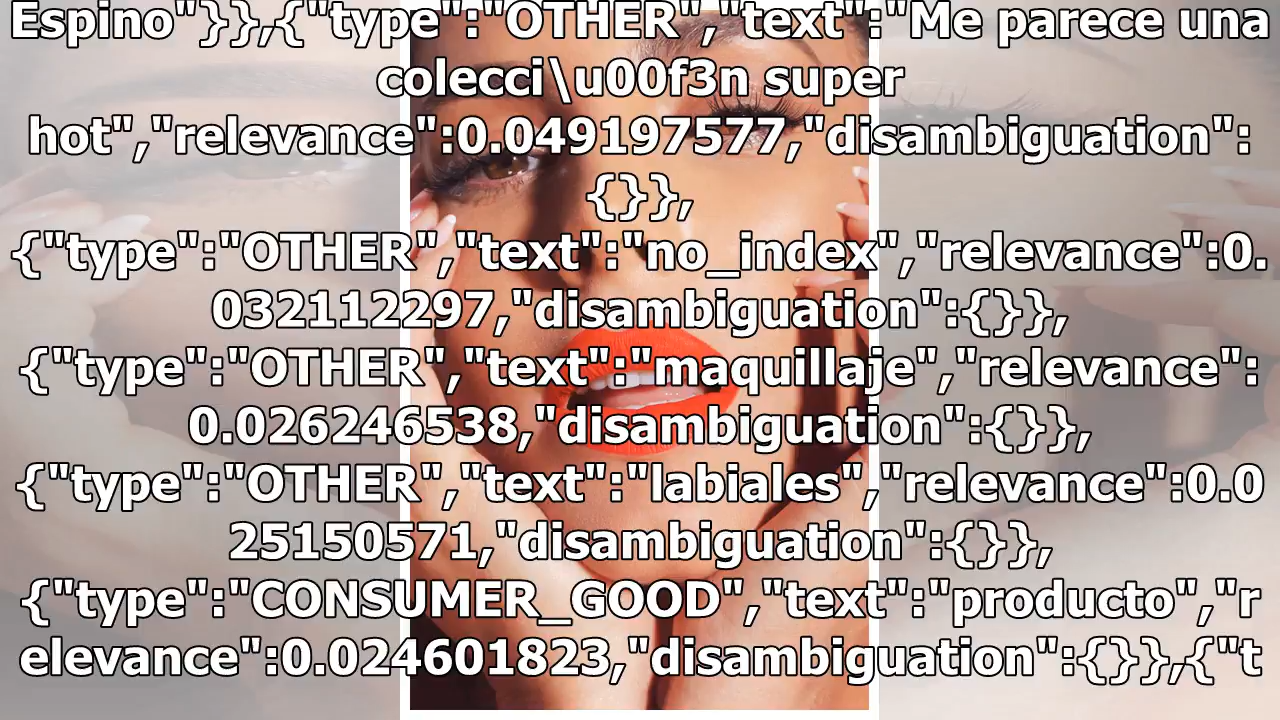 Espino"}},{"type":"OTHER","text":"Me parece una
colecci\u00f3n super
hot","relevance":0.049197577,"disambiguation":
{}},
{"type":"OTHER","text":"no_index","relevance":0.
032112297,"disambiguation":{}},
{"type":"OTHER","text":"maquillaje","relevance":
0.026246538,"disambiguation":{}},
{"type":"OTHER","text":"labiales","relevance":0.0
25150571,"disambiguation":{}},
{"type":"CONSUMER_GOOD","text":"producto","r
elevance":0.024601823,"disambiguation":{}},{"t